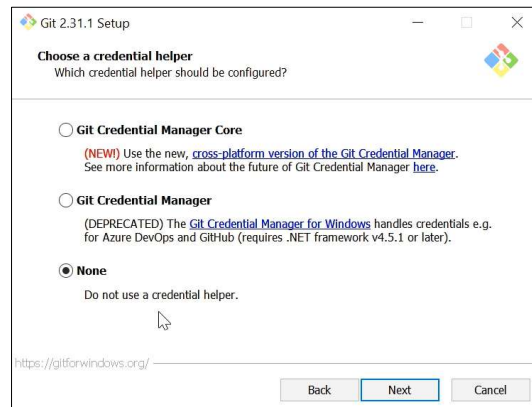 Git 2.31.1 Setup
Choose a credential helper
Which credential helper should be configured?
Git Credential Manager Core
(NEW!) Use the new, cross-platform version of the Git Credential Manager.
See more information about the future of Git Credential Manager here.
Git Credential Manager
(DEPRECATED) The Git Credential Manager for Windows handles credentials e.g.
for Azure DevOps and GitHub (requires .NET framework v4.5.1 or later).
None
Do not use a credential helper.
https://gitforwindows.org/
Back Next Cancel